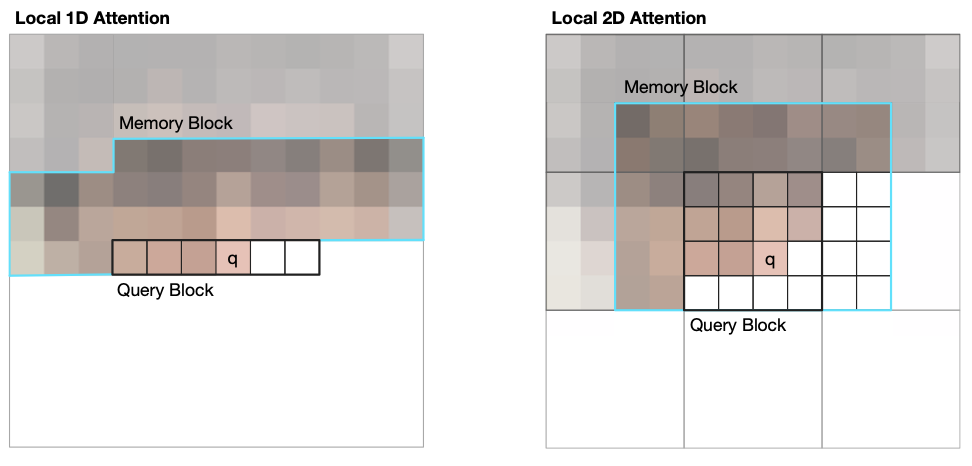 Local 1D Attention
Memory Block
q
Query Block
Local 2D Attention
Memory Block
q
Query Block